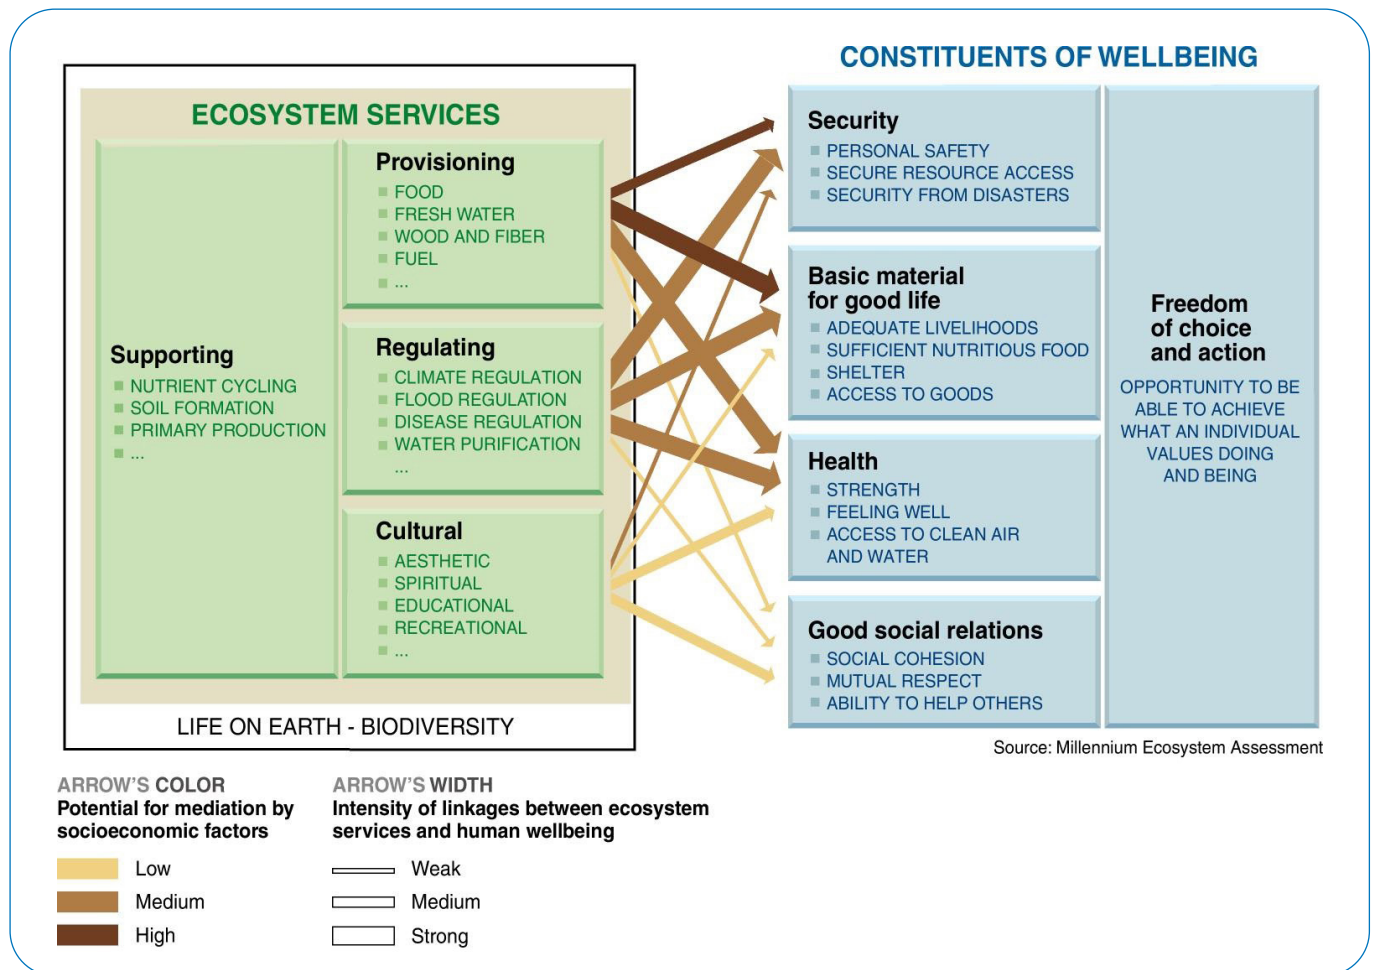 CONSTITUENTS OF WELLBEING
ECOSYSTEM SERVICES
Supporting
NUTRIENT CYCLING
SOIL FORMATION
PRIMARY PRODUCTION
...
Provisioning
FOOD
FRESH WATER
WOOD AND FIBER
FUEL
...
Regulating
CLIMATE REGULATION
FLOOD REGULATION
DISEASE REGULATION
WATER PURIFICATION
...
Cultural
AESTHETIC
SPIRITUAL
EDUCATIONAL
RECREATIONAL
...
LIFE ON EARTH - BIODIVERSITY
Security
PERSONAL SAFETY
SECURE RESOURCE ACCESS
SECURITY FROM DISASTERS
Basic material
for good life
ADEQUATE LIVELIHOODS
SUFFICIENT NUTRITIOUS FOOD
SHELTER
ACCESS TO GOODS
Health
STRENGTH
FEELING WELL
ACCESS TO CLEAN AIR
AND WATER
Good social relations
SOCIAL COHESION
MUTUAL RESPECT
ABILITY TO HELP OTHERS
Freedom
of choice
and action
OPPORTUNITY TO BE
ABLE TO ACHIEVE
WHAT AN INDIVIDUAL
VALUES DOING
AND BEING
Source: Millennium Ecosystem Assessment
ARROW'S COLOR
Potential for mediation by
socioeconomic factors
Low
Medium
High
ARROW'S WIDTH
Intensity of linkages between ecosystem
services and human wellbeing
Weak
Medium
Strong